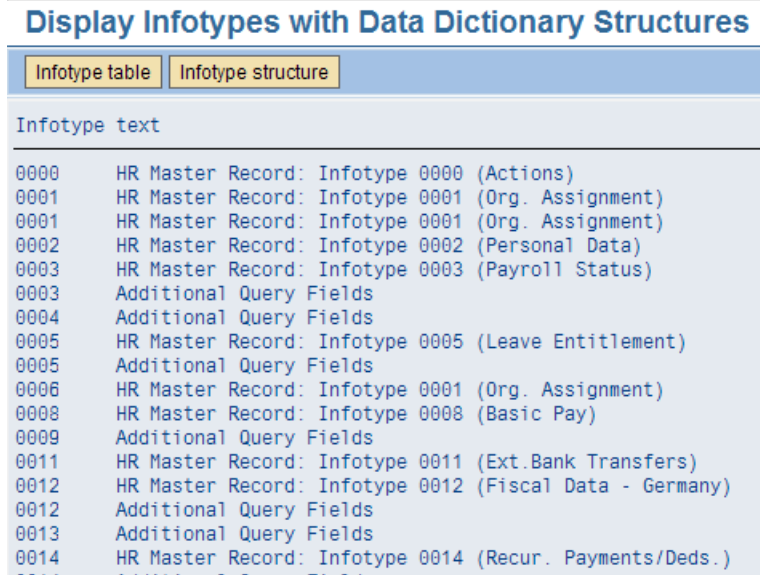 Display Infotypes with Data Dictionary Structures
Infotype table Infotype structure
Infotype text
0000 HR Master Record: Infotype 0000 (Actions)
0001 HR Master Record: Infotype 0001 (Org. Assignment)
0001 HR Master Record: Infotype 0001 (Org. Assignment)
0002 HR Master Record: Infotype 0002 (Personal Data)
0003 HR Master Record: Infotype 0003 (Payroll Status)
0003 Additional Query Fields
0004 Additional Query Fields
0005 HR Master Record: Infotype 0005 (Leave Entitlement)
0005 Additional Query Fields
0006 HR Master Record: Infotype 0001 (Org. Assignment)
0008 HR Master Record: Infotype 0008 (Basic Pay)
0009 Additional Query Fields
0011 HR Master Record: Infotype 0011 (Ext.Bank Transfers)
0012 HR Master Record: Infotype 0012 (Fiscal Data - Germany)
0012 Additional Query Fields
0013 Additional Query Fields
0014 HR Master Record: Infotype 0014 (Recur. Payments/Deds.)